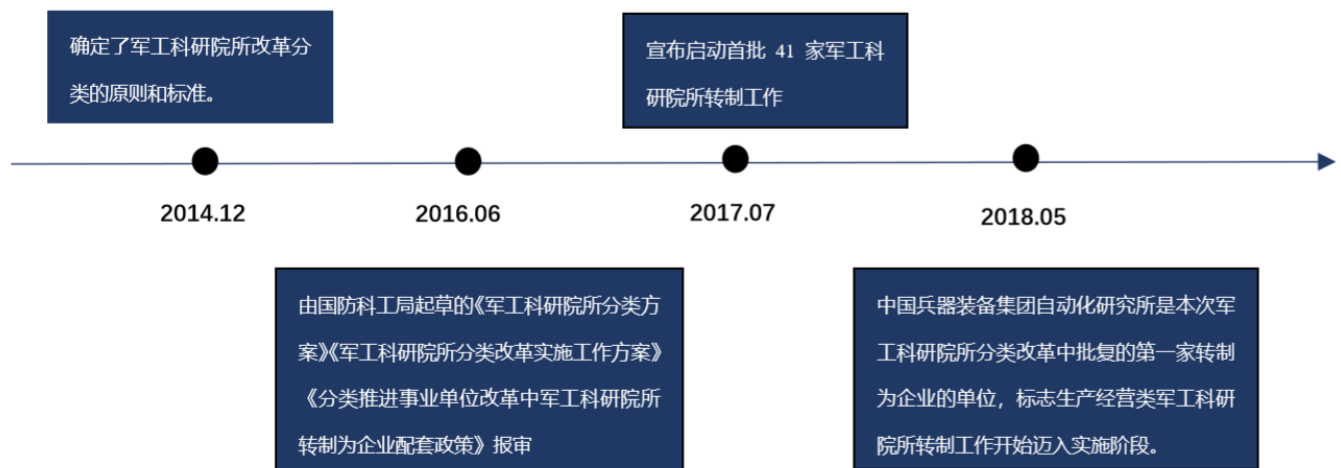 确定了军工科研院所改革分
类的原则和标准。
宣布启动首批 41 家军工科
研院所转制工作
2014.12
2016.06
2017.07
2018.05
由国防科工局起草的《军工科研院所分类方
案》《军工科研院所分类改革实施工作方案》
《分类推进事业单位改革中军工科研院所
转制为企业配套政策》报审
中国兵器装备集团自动化研究所是本次军
工科研院所分类改革中批复的第一家转制
为企业的单位，标志生产经营类军工科研
院所转制工作开始迈入实施阶段。